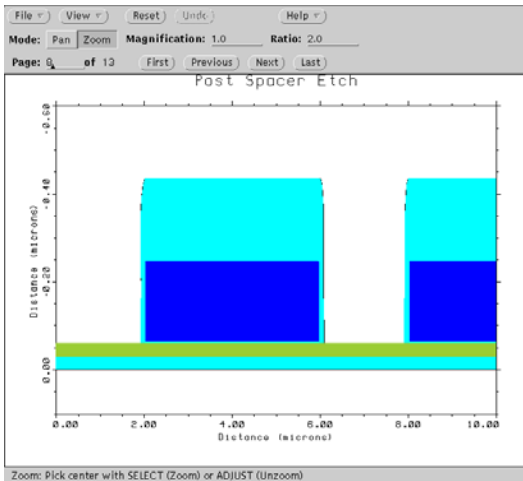 File View Reset Undo Help
Mode: Pan Zoom Magnification: 1.0 Ratio: 2.0
Page: 8 of 13 First Previous Next Last
Post Spacer Etch
-0.60
-0.40
-0.20
0.00
Distance (microns)
0.00 2.00 4.00 6.00 8.00 10.00
Distance (microns)
Zoom: Pick center with SELECT (Zoom) or ADJUST (Unzoom)